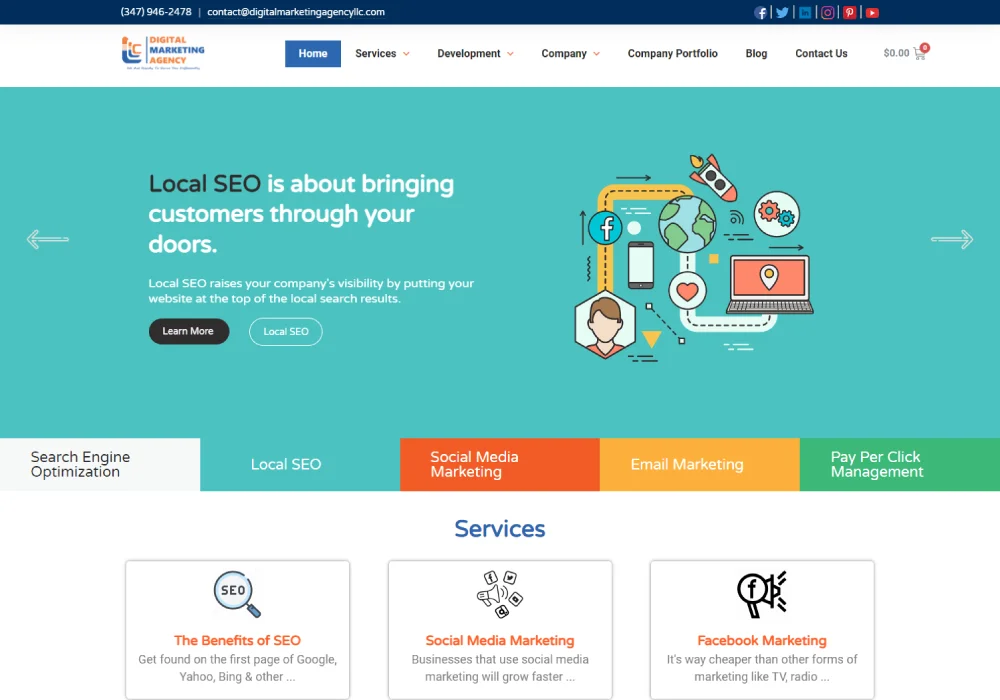 (347) 946-2478 | contact@digitalmarketingagencyllc.com
DIGITAL
MARKETING
AGENCY
Home Services Development Company Company Portfolio Blog Contact Us $0.00 0
Local SEO is about bringing
customers through your
doors.
Local SEO raises your company's visibility by putting your
website at the top of the local search results.
Learn More Local SEO
Search Engine
Optimization
Local SEO
Social Media
Marketing
Email Marketing
Pay Per Click
Management
Services
SEO
The Benefits of SEO
Get found on the first page of Google,
Yahoo, Bing & other ...
Social Media Marketing
Businesses that use social media
marketing will grow faster ...
Facebook Marketing
It's way cheaper than other forms of
marketing like TV, radio ...